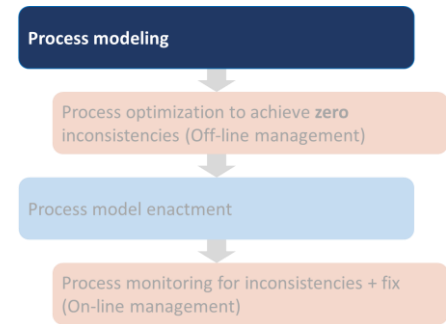 Process modeling
Process optimization to achieve zero
inconsistencies (Off-line management)
Process model enactment
Process monitoring for inconsistencies + fix
(On-line management)